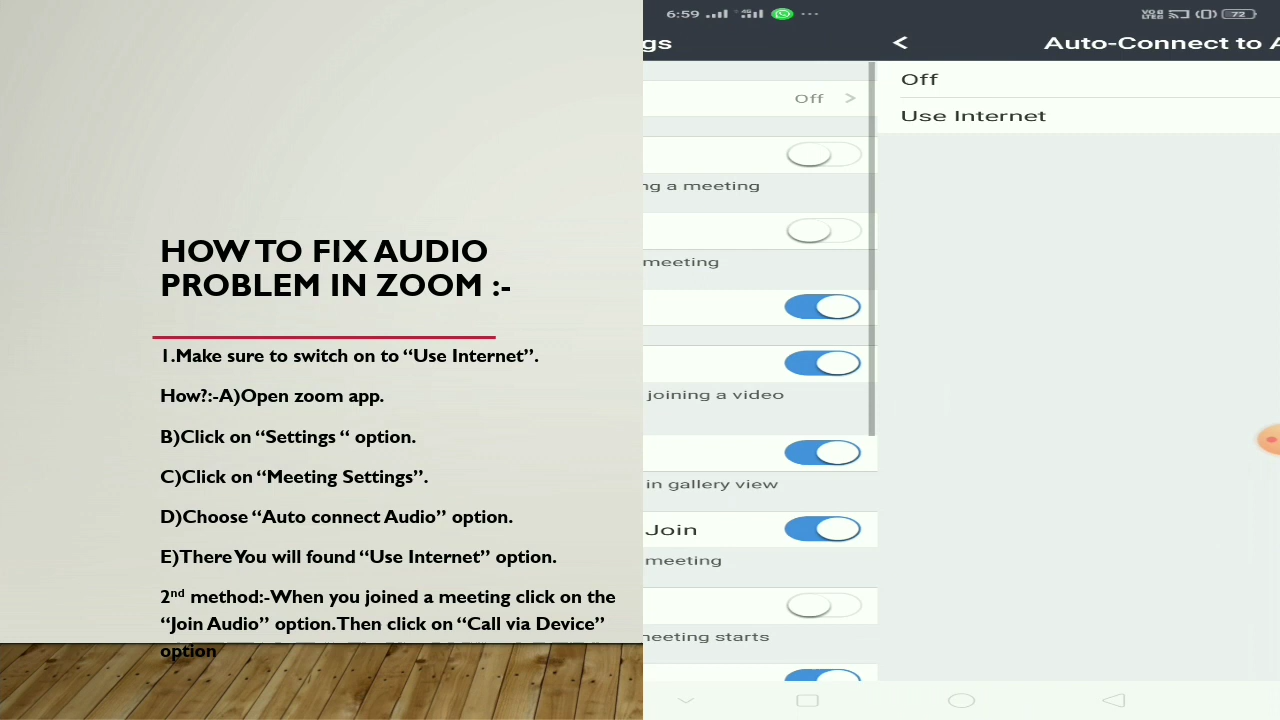 HOW TO FIX AUDIO
PROBLEM IN ZOOM :-
1.Make sure to switch on to “Use Internet”.
How?:-A)Open zoom app.
B)Click on “Settings “ option.
C)Click on “Meeting Settings”.
D)Choose “Auto connect Audio” option.
E)There You will found “Use Internet” option.
2nd method:-When you joined a meeting click on the
“Join Audio” option.Then click on “Call via Device”
option
6:59
4G
VO
LTE
72
gs
Off
ng a meeting
meeting
joining a video
in gallery view
Join
meeting
neeting starts
Auto-Connect to A
Off
Use Internet